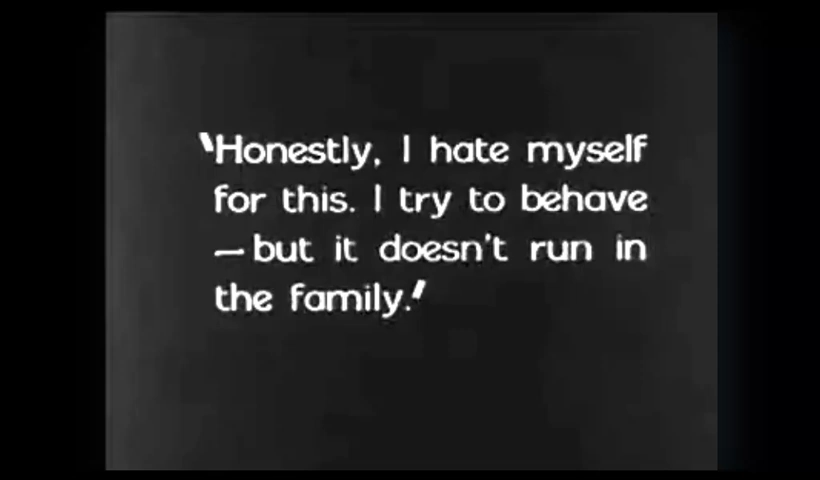 "Honestly, I hate myself
for this. I try to behave
— but it doesn't run in
the family."